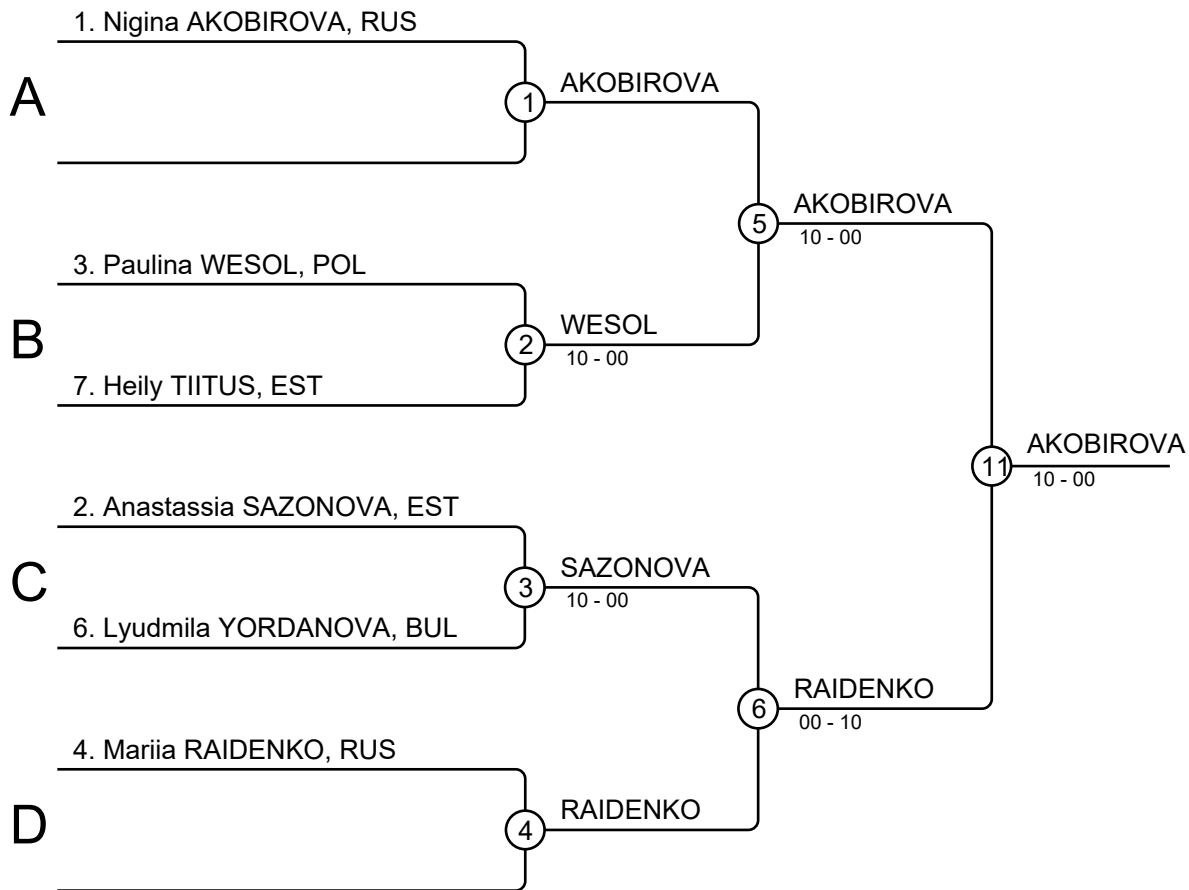 1. Nigina AKOBIROVA, RUS
A
1
AKOBIROVA
5
AKOBIROVA
10 - 00
3. Paulina WESOL, POL
B
2
WESOL
10 - 00
7. Heily TIITUS, EST
11
AKOBIROVA
10 - 00
2. Anastassia SAZONOVA, EST
C
3
SAZONOVA
10 - 00
6. Lyudmila YORDANOVA, BUL
6
RAIDENKO
00 - 10
4. Mariia RAIDENKO, RUS
D
4
RAIDENKO